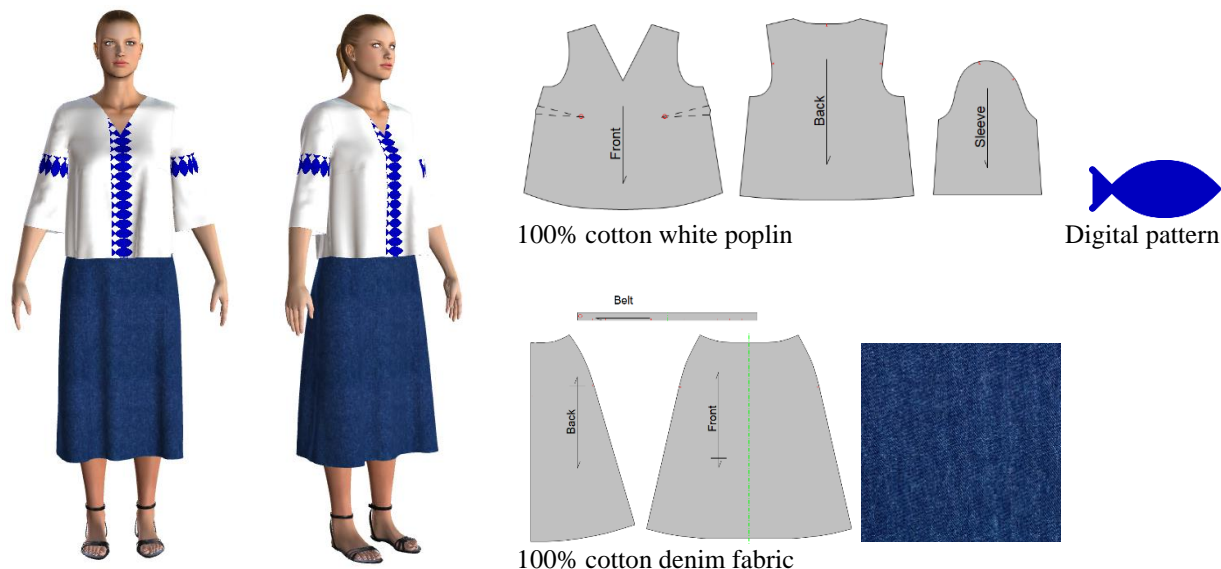 Front
Back
Sleeve
100% cotton white poplin
Digital pattern
Belt
Back
Front
100% cotton denim fabric